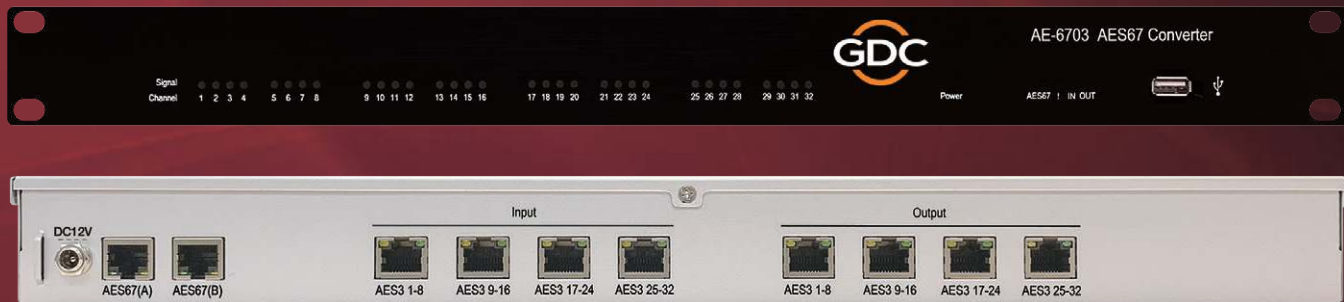 GDC
AE-6703 AES67 Converter
Signal
Channel 1 2 3 4 5 6 7 8 9 10 11 12 13 14 15 16 17 18 19 20 21 22 23 24 25 26 27 28 29 30 31 32 Power AES67 ! IN OUT
DC12V Input Output
AES67(A) AES67(B) AES3 1-8 AES3 9-16 AES3 17-24 AES3 25-32 AES3 1-8 AES3 9-16 AES3 17-24 AES3 25-32